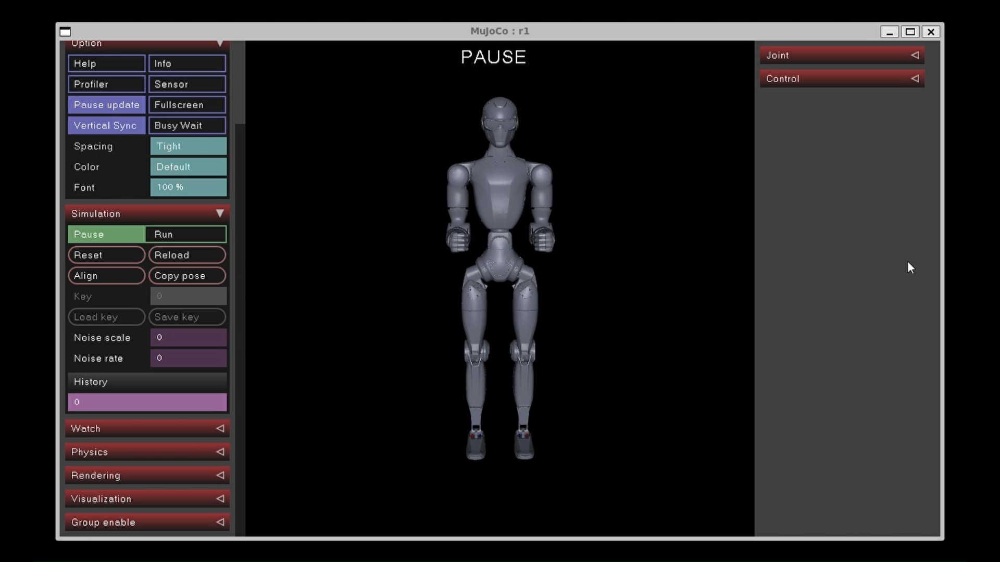 MuJoCo : r1
Option
Help Info
Profiler Sensor
Pause update Fullscreen
Vertical Sync Busy Wait
Spacing Tight
Color Default
Font 100 %
Simulation
Pause Run
Reset Reload
Align Copy pose
Key 0
Load key Save key
Noise scale 0
Noise rate 0
History
0
Watch
Physics
Rendering
Visualization
Group enable
PAUSE
Joint
Control